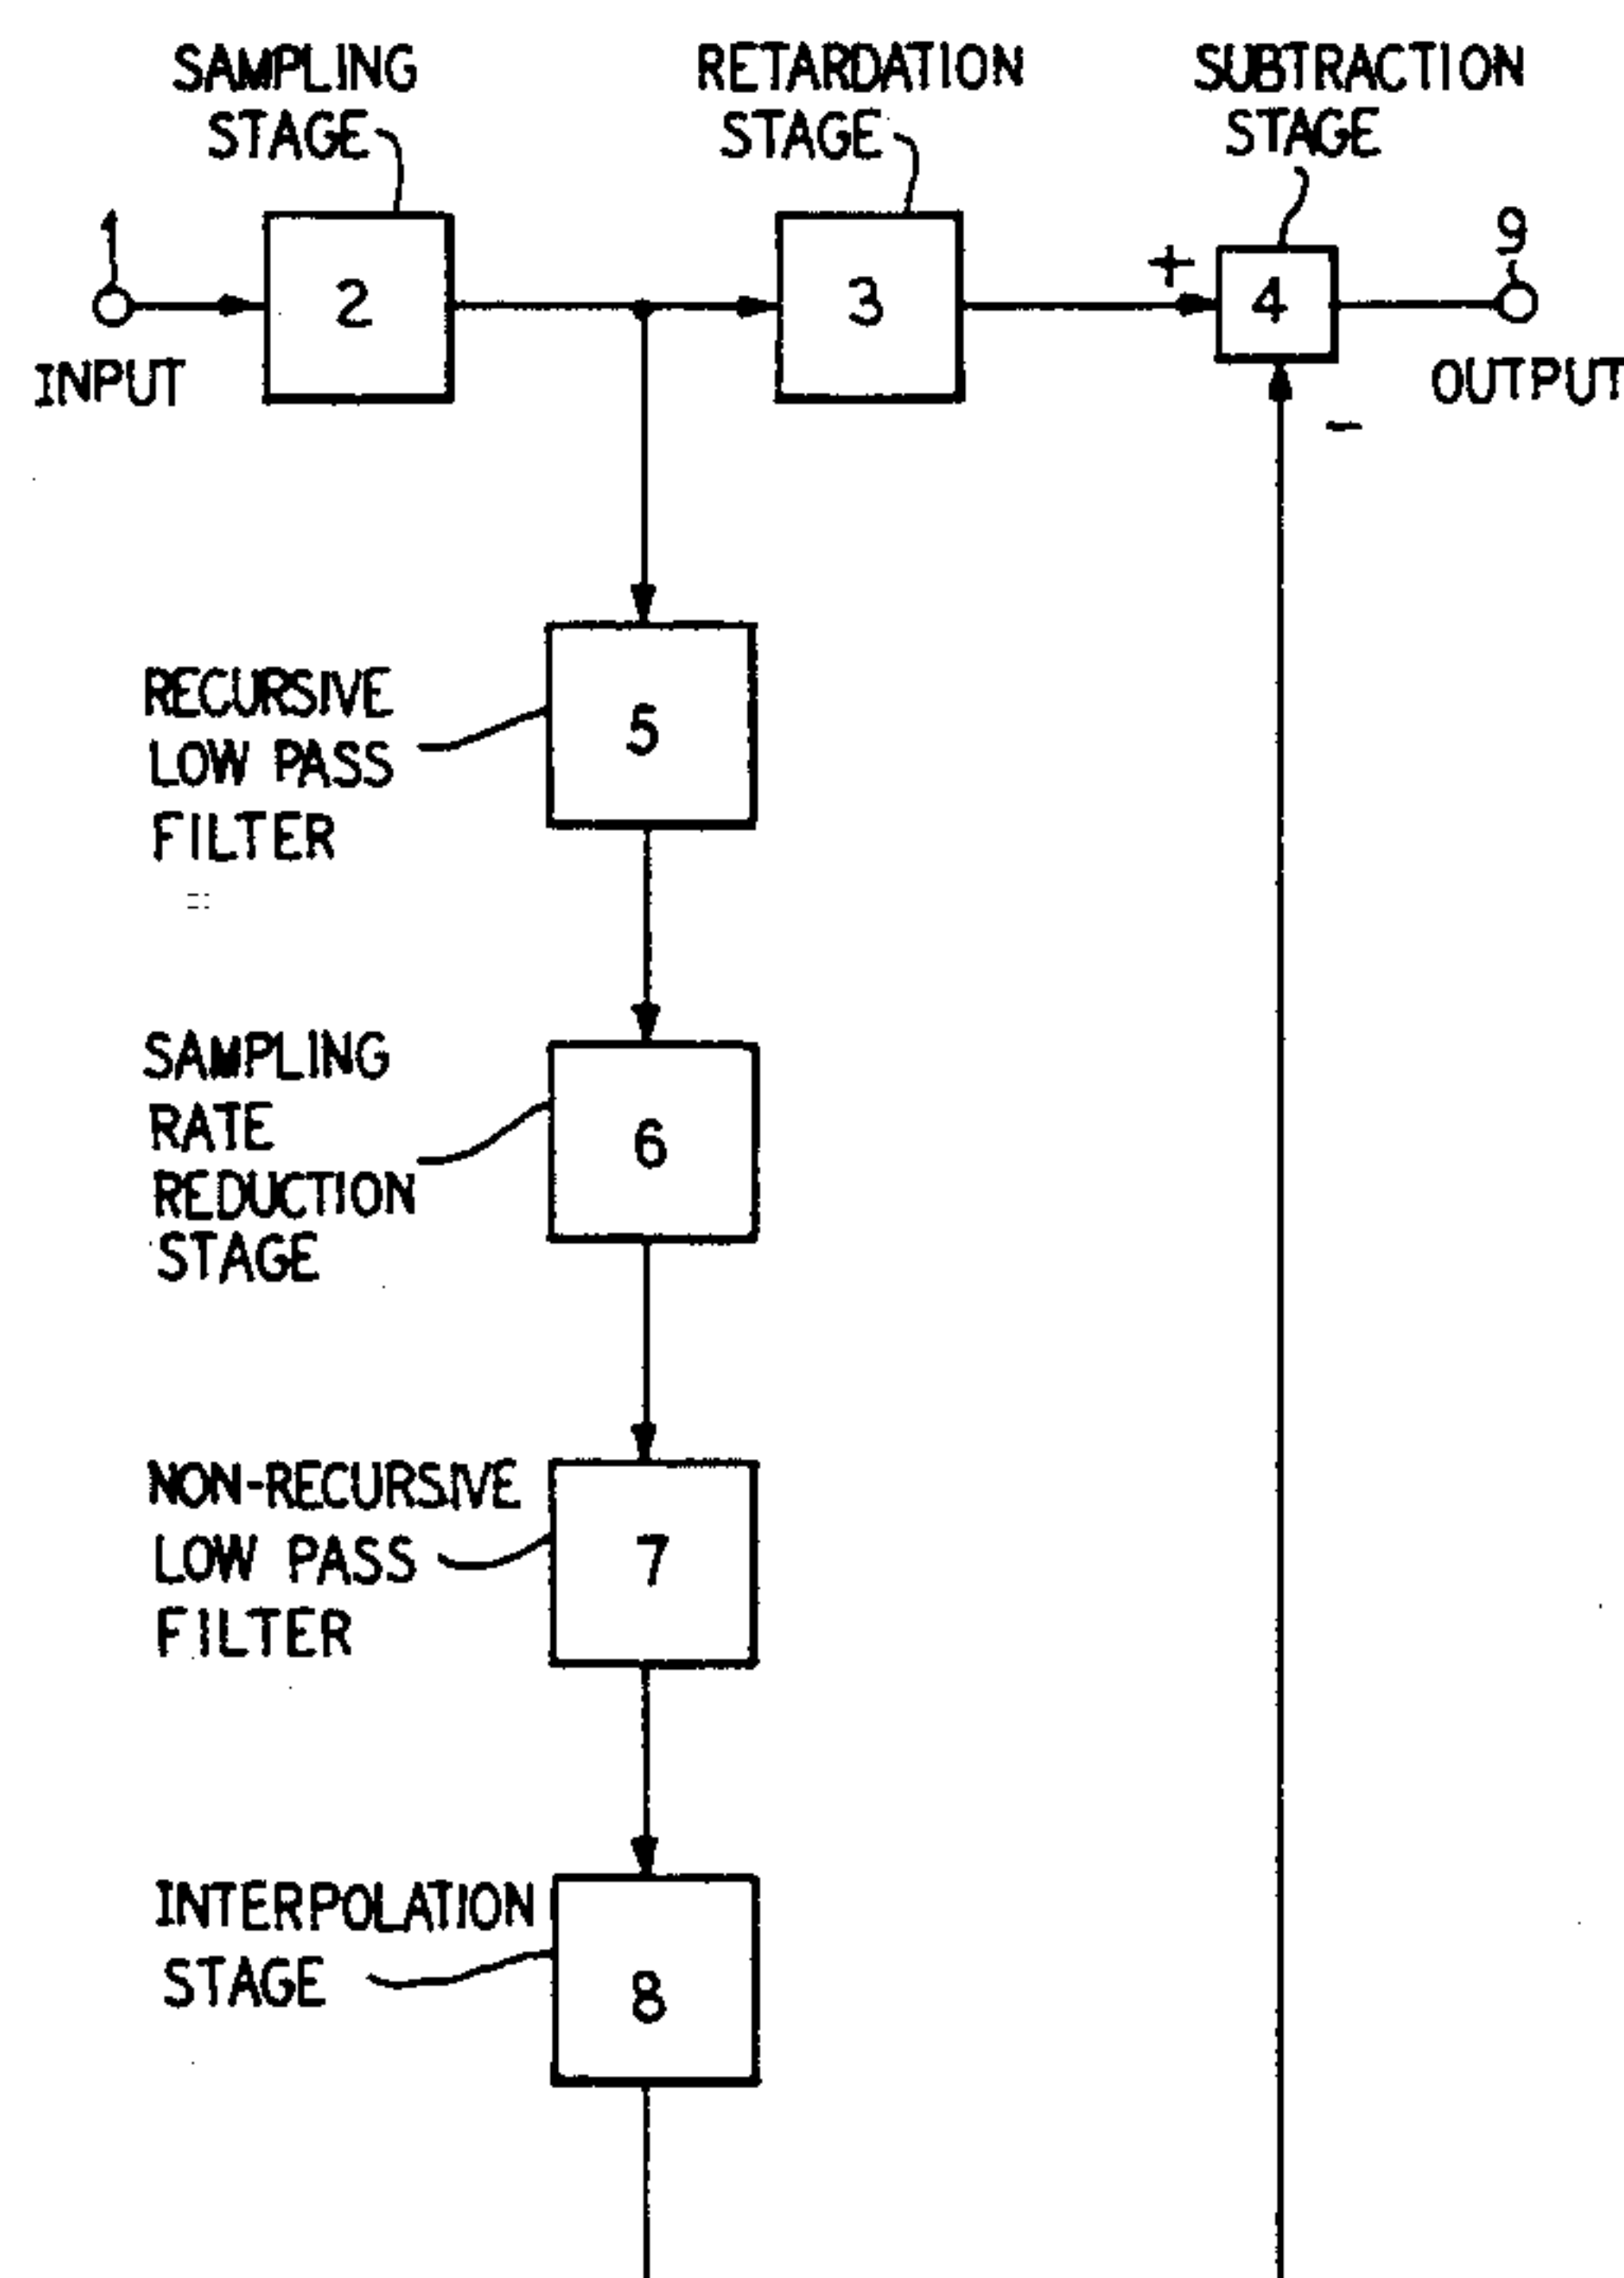 SAMPLING
STAGE
RETARDATION
STAGE
SUBTRACTION
STAGE
1
2
3
+
4
9
INPUT
OUTPUT
-
RECURSIVE
LOW PASS
FILTER
5
SAMPLING
RATE
REDUCTION
STAGE
6
NON-RECURSIVE
LOW PASS
FILTER
7
INTERPOLATION
STAGE
8